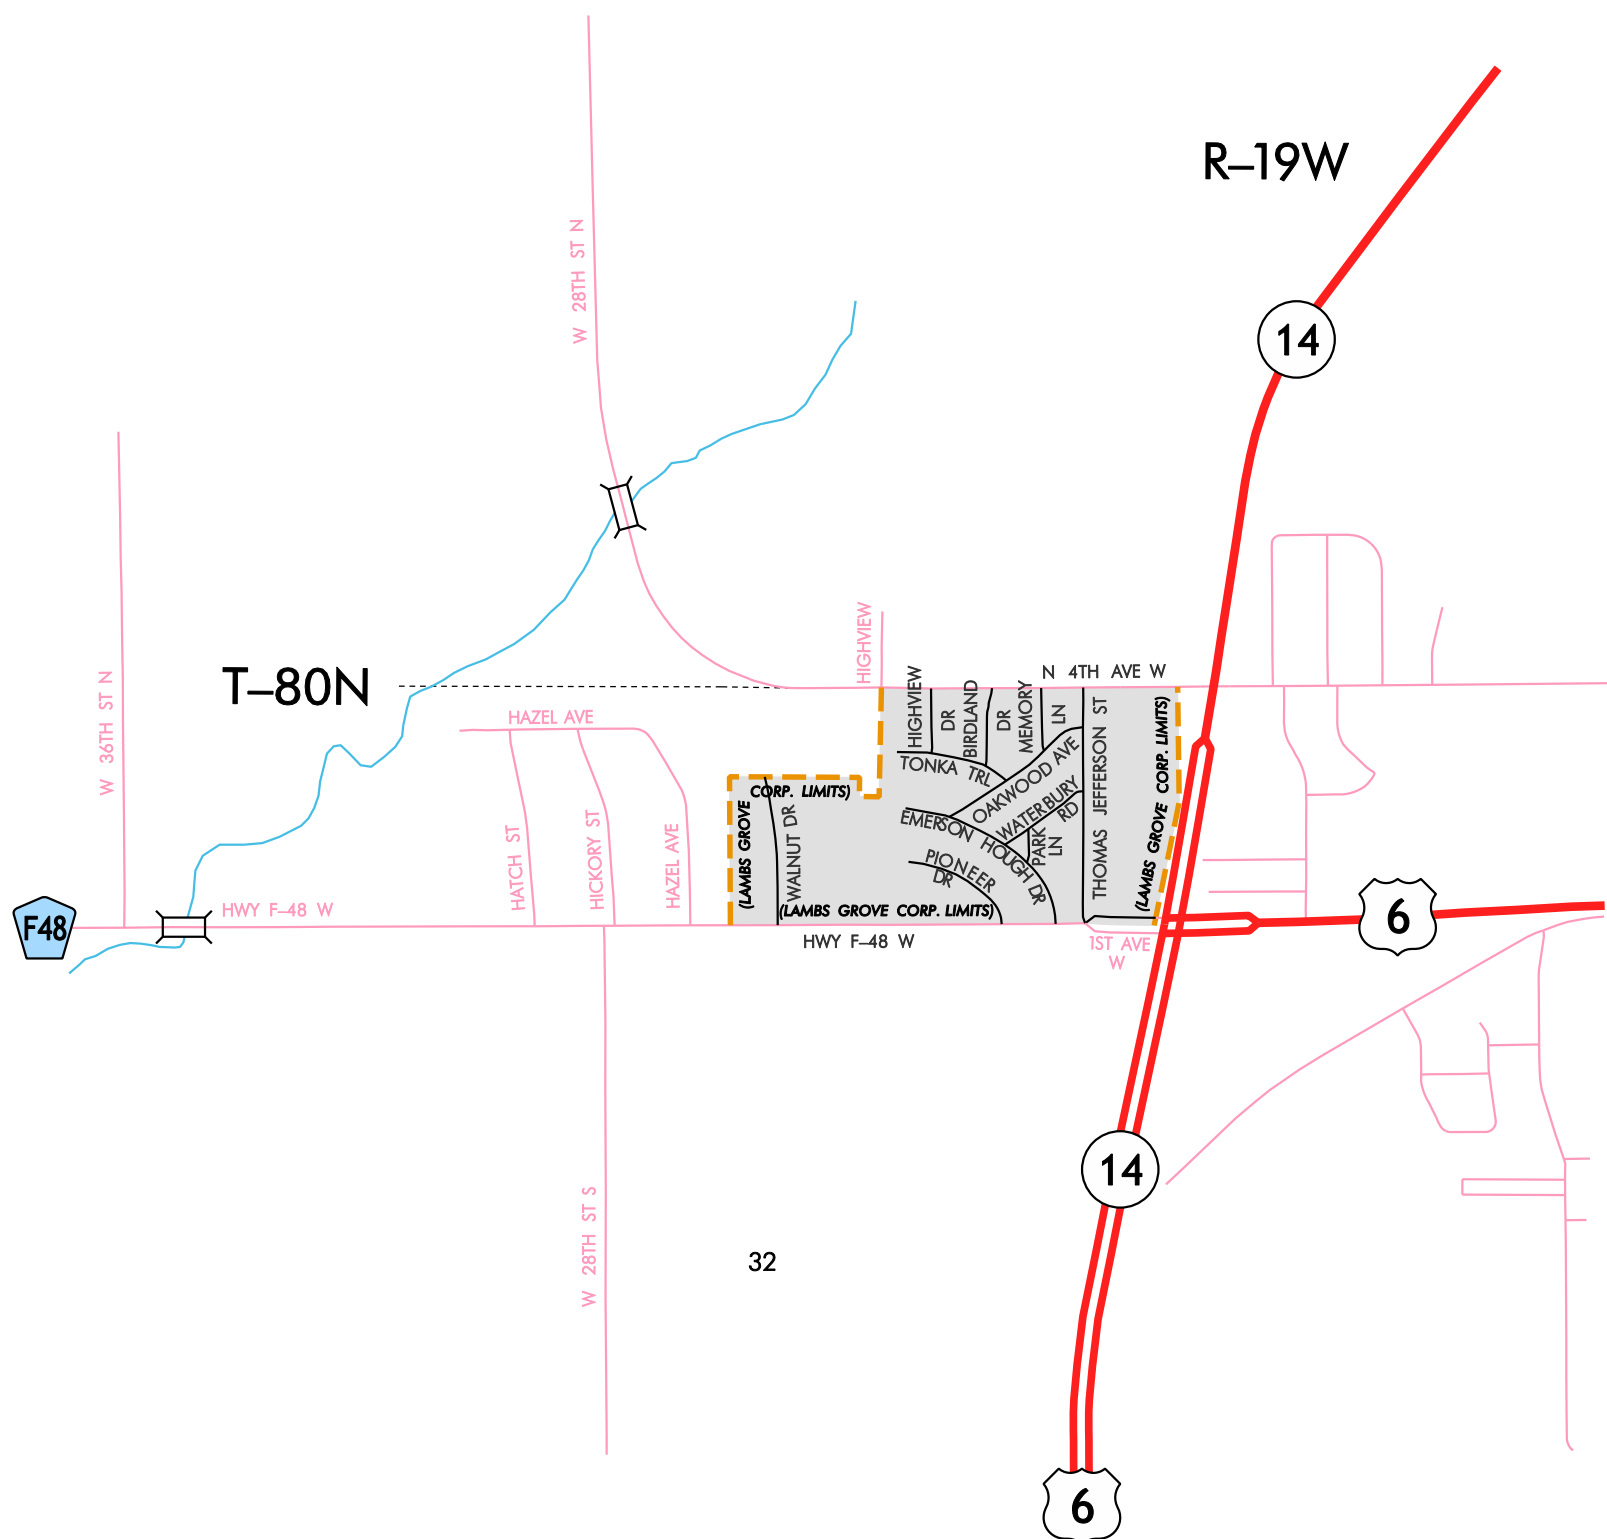 R–19W
W 28TH ST N
14
HIGHVIEW
N 4TH AVE W
T–80N
W 36TH ST N
HAZEL AVE
HIGHVIEW
DR
BIRDLAND
DR
MEMORY
LN
THOMAS JEFFERSON ST
(LAMBS GROVE CORP. LIMITS)
TONKA TRL
OAKWOOD AVE
CORP. LIMITS)
(LAMBS GROVE
WALNUT DR
WATERBURY
RD
EMERSON HOUGH DR
PARK
LN
PIONEER
DR
HATCH ST
HICKORY ST
HAZEL AVE
(LAMBS GROVE CORP. LIMITS)
F48
HWY F–48 W
HWY F–48 W
1ST AVE
W
6
14
W 28TH ST S
32
6